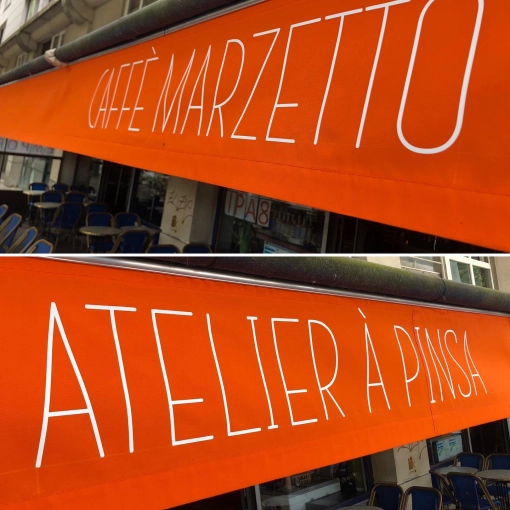 CAFFÈ MARZETTO
ATELIER À PINSA